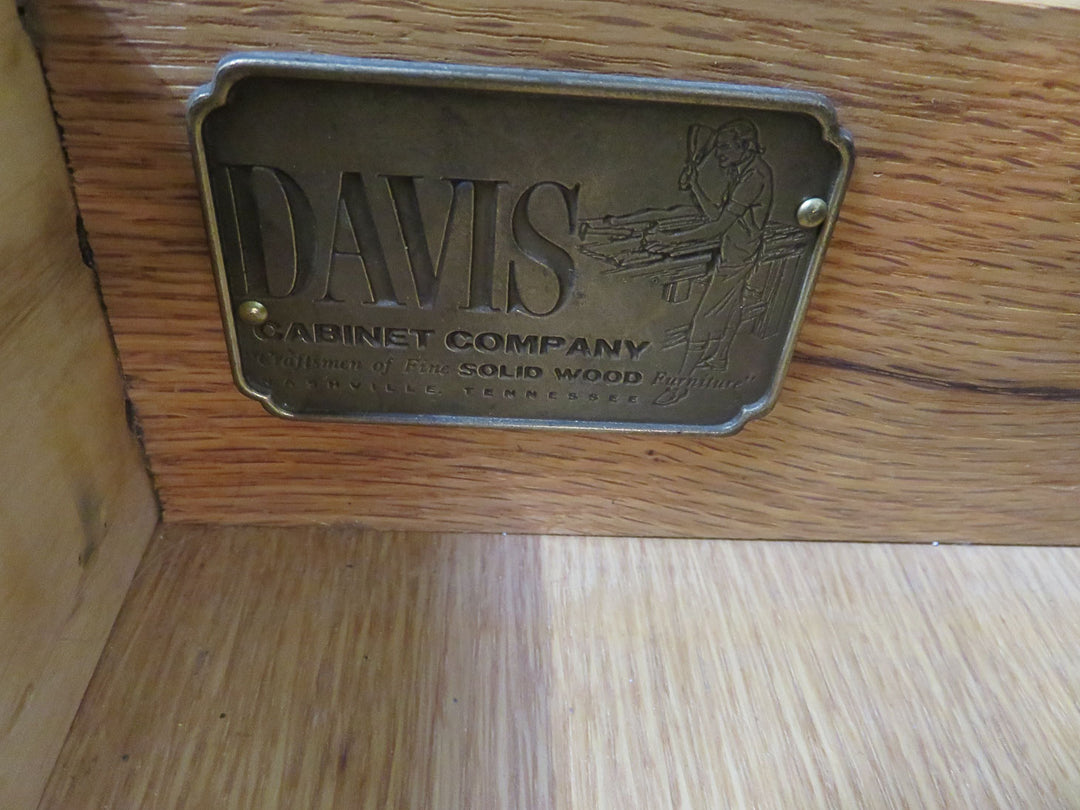 DAVIS
CABINET COMPANY
"Craftsmen of Fine SOLID WOOD Furniture"
NASHVILLE, TENNESSEE